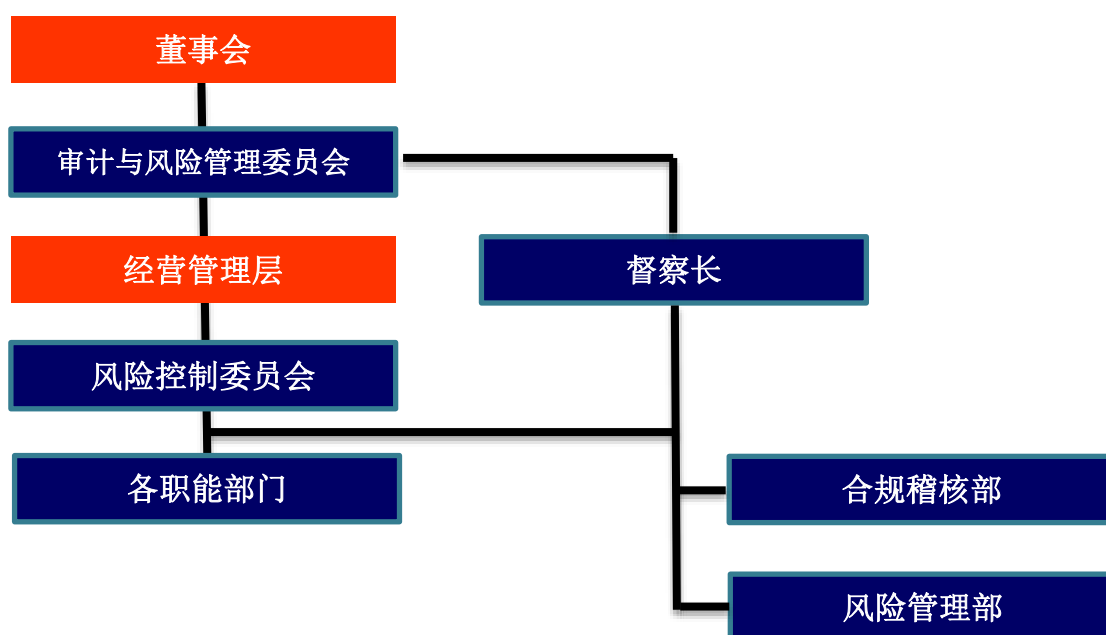 董事会
审计与风险管理委员会
经营管理层
督察长
风险控制委员会
各职能部门
合规稽核部
风险管理部